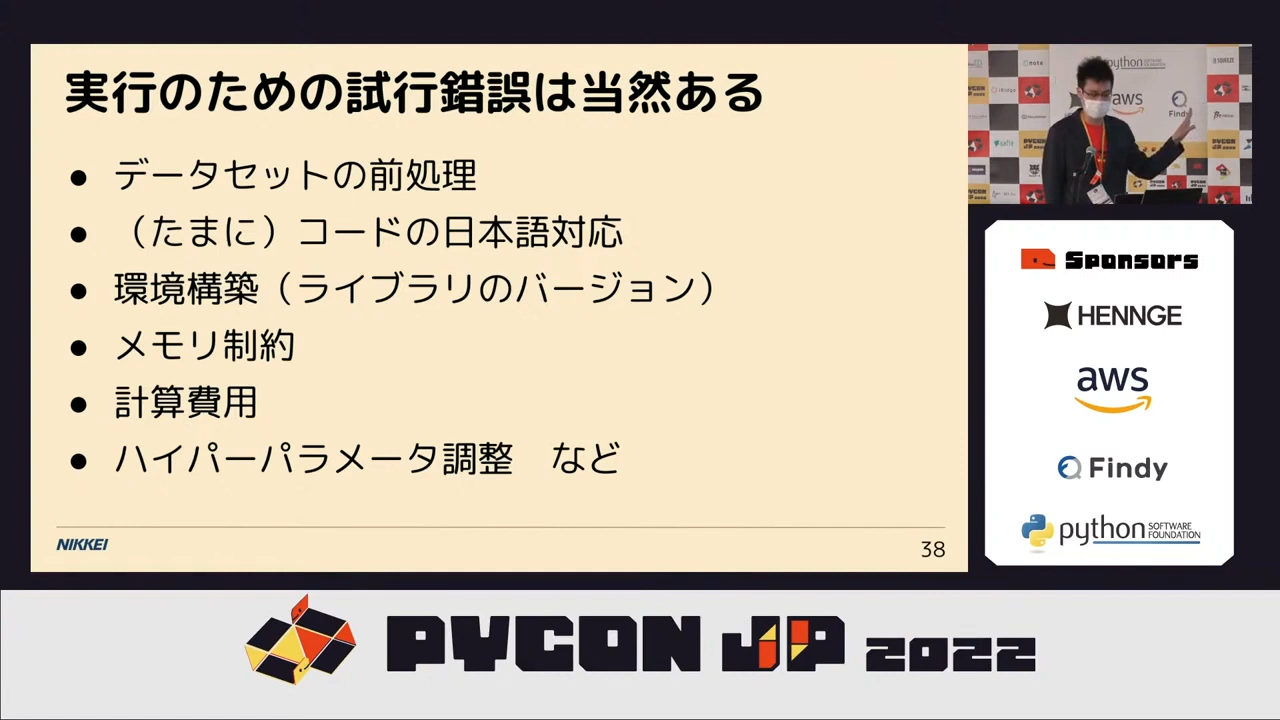 実行のための試行錯誤は当然ある
● データセットの前処理
● （たまに）コードの日本語対応
● 環境構築（ライブラリのバージョン）
● メモリ制約
● 計算費用
● ハイパーパラメータ調整　など
NIKKEI
38
python
aws
Findy
Sponsors
HENNGE
aws
Findy
python SOFTWARE FOUNDATION
PYCON JP 2022